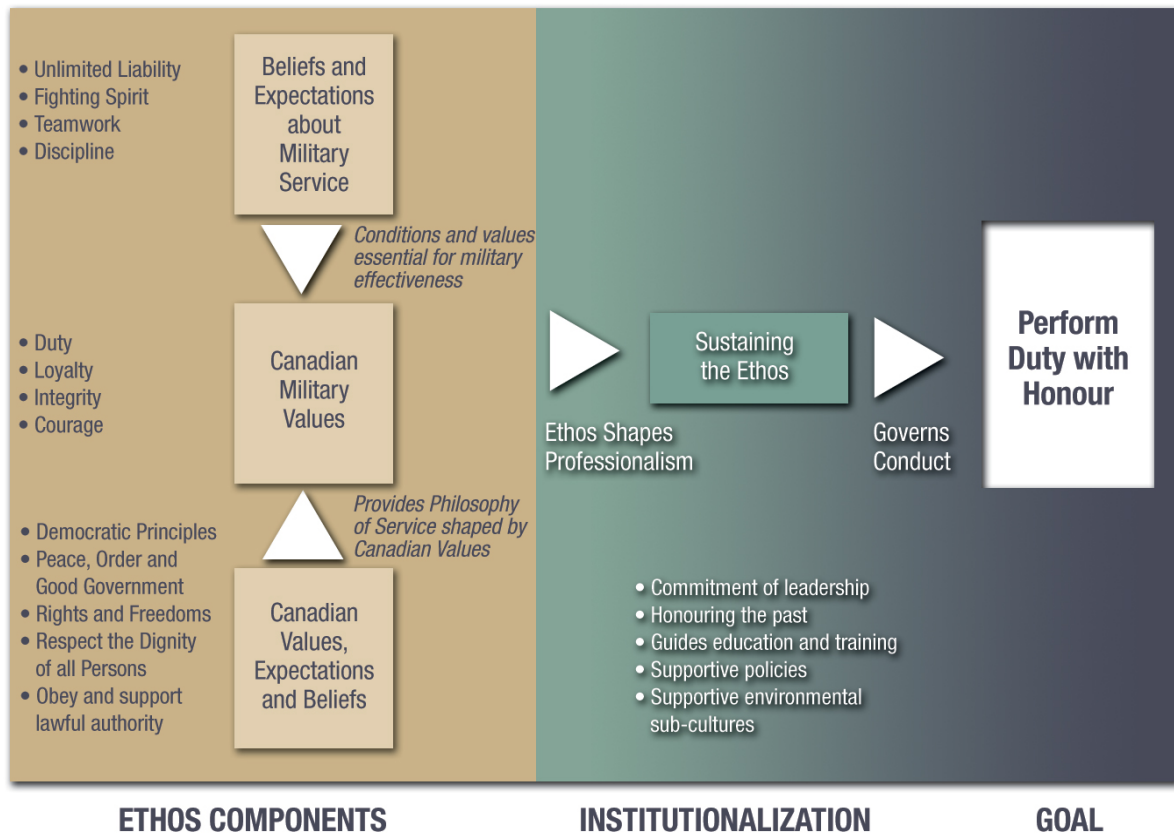 • Unlimited Liability
• Fighting Spirit
• Teamwork
• Discipline
Beliefs and
Expectations
about
Military
Service
Conditions and values
essential for military
effectiveness
• Duty
• Loyalty
• Integrity
• Courage
Canadian
Military
Values
Provides Philosophy
of Service shaped by
Canadian Values
• Democratic Principles
• Peace, Order and
Good Government
• Rights and Freedoms
• Respect the Dignity
of all Persons
• Obey and support
lawful authority
Canadian
Values,
Expectations
and Beliefs
Ethos Shapes
Professionalism
Sustaining
the Ethos
Governs
Conduct
• Commitment of leadership
• Honouring the past
• Guides education and training
• Supportive policies
• Supportive environmental
sub-cultures
Perform
Duty with
Honour
ETHOS COMPONENTS
INSTITUTIONALIZATION
GOAL